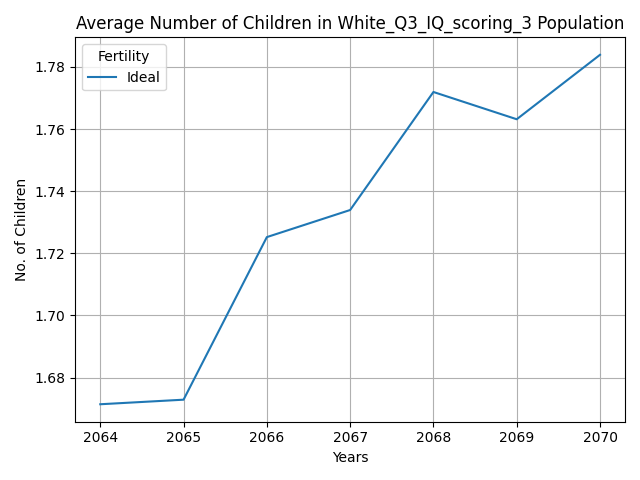 Average Number of Children in White_Q3_IQ_scoring_3 Population
Fertility
Ideal
1.78
1.76
1.74
1.72
1.70
1.68
No. of Children
2064 2065 2066 2067 2068 2069 2070
Years